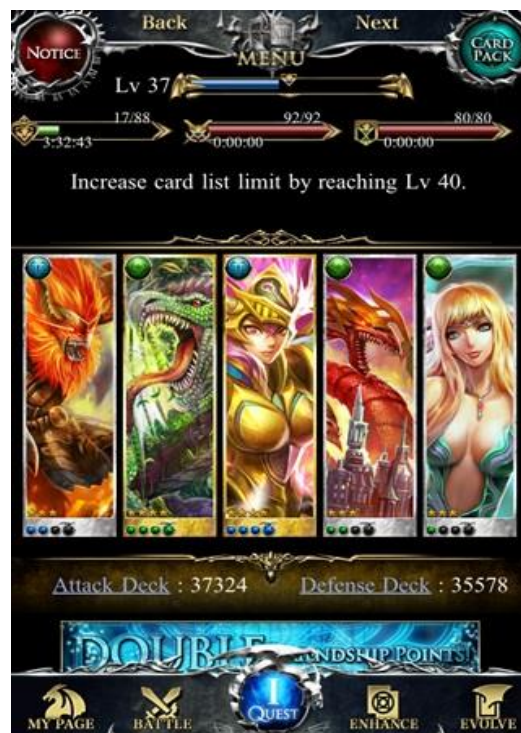 Back
Next
NOTICE
MENU
CARD
PACK
Lv 37
17/88
92/92
80/80
3:32:43
0:00:00
0:00:00
Increase card list limit by reaching Lv 40.
Attack Deck : 37324
Defense Deck : 35578
DOUBLE
POINTS!
MY PAGE
BATTLE
I
QUEST
ENHANCE
EVOLVE